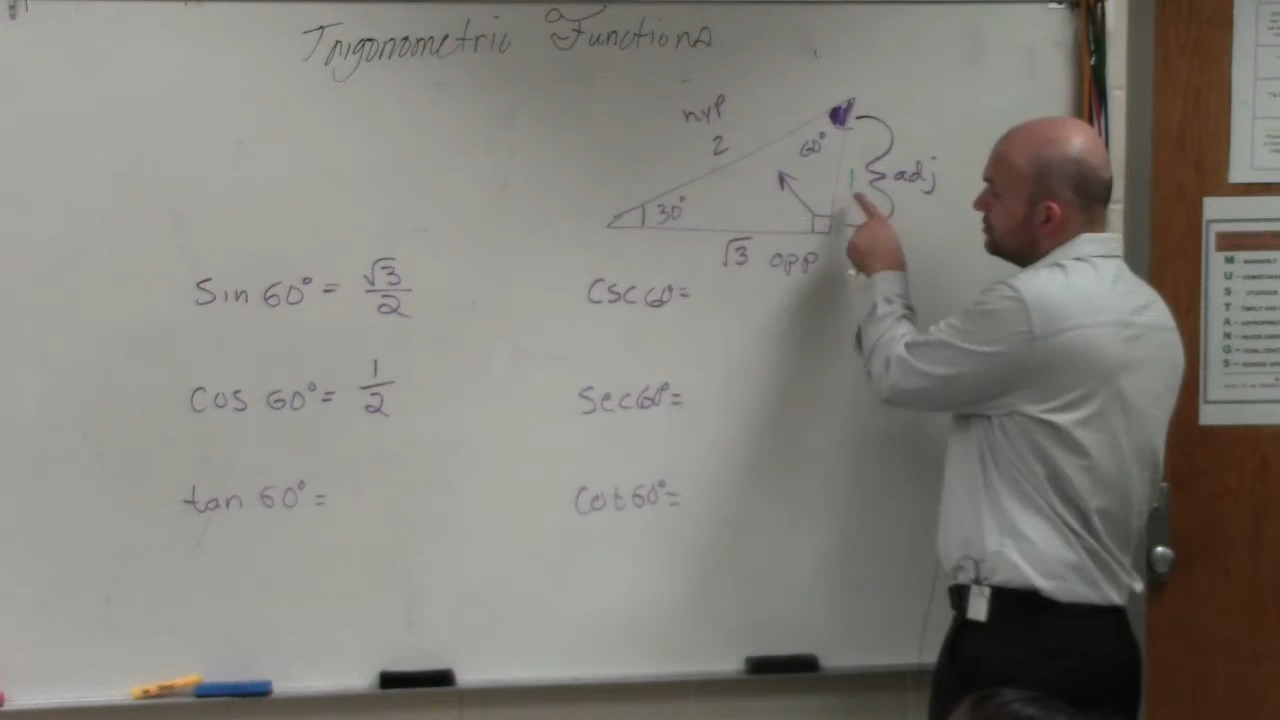 Trigonometric Functions
hyp
2
60°
1
adj
30°
√3 opp
Sin 60° = √3/2
CSC 60 =
cos 60° = 1/2
Sec 60° =
tan 60° =
Cot 60° =
M
U
S
T
A
N
G
S